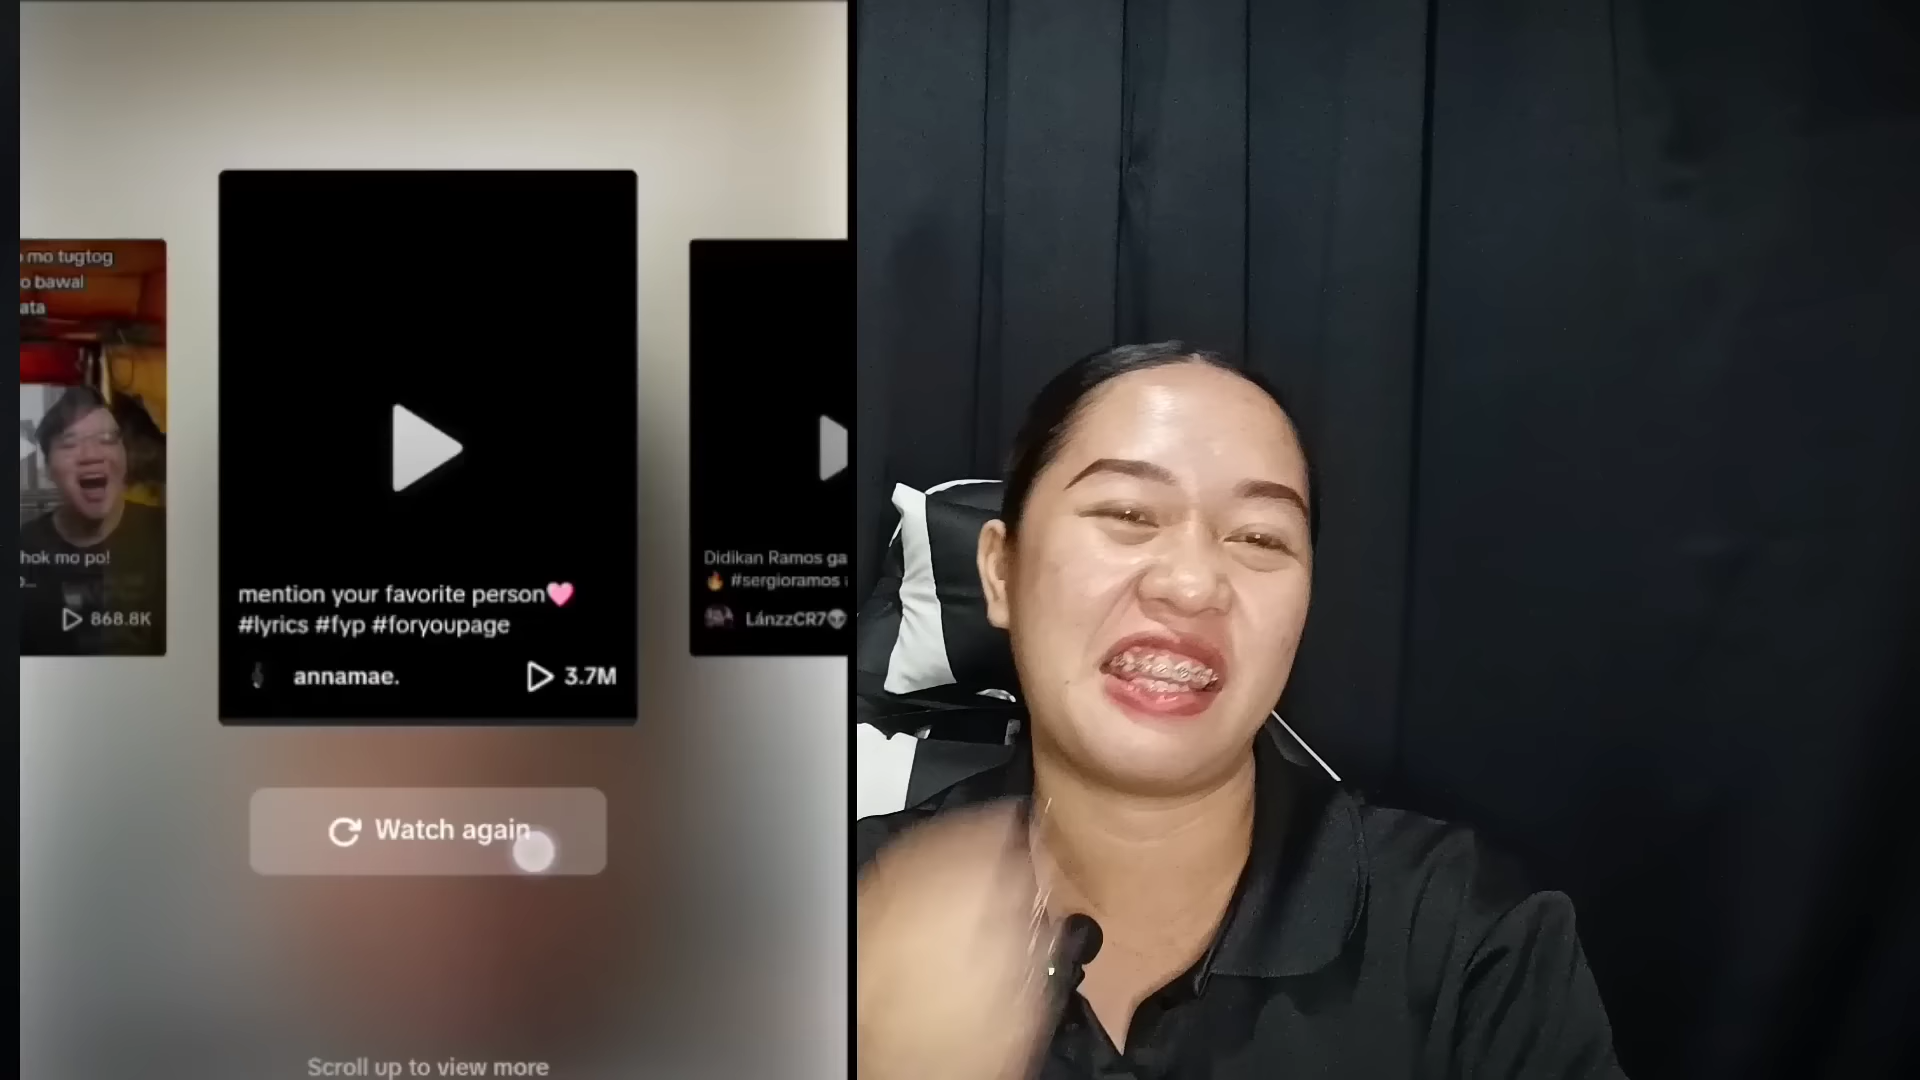 mo tugtog
o bawal
ata
hok mo po!
868.8K
mention your favorite person🩷
#lyrics #fyp #foryoupage
annamae.
3.7M
Didikan Ramos ga
🔥 #sergioramos
LánzzCR7👽
Watch again
Scroll up to view more